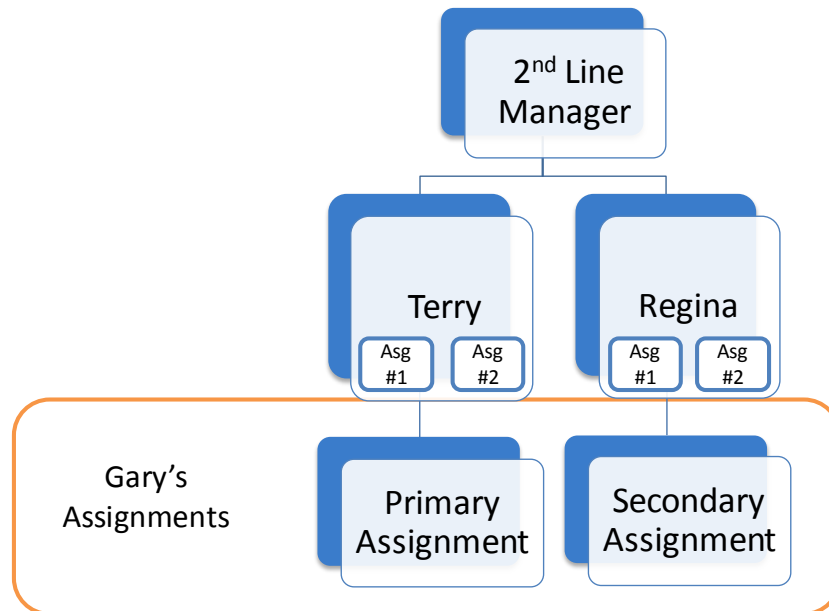 2nd Line
Manager
Terry
Asg
#1
Asg
#2
Regina
Asg
#1
Asg
#2
Gary’s
Assignments
Primary
Assignment
Secondary
Assignment